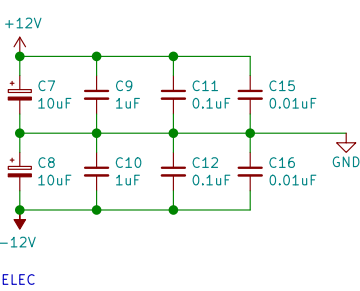 +12V
+
C7
10uF
C9
1uF
C11
0.1uF
C15
0.01uF
GND
+
C8
10uF
C10
1uF
C12
0.1uF
C16
0.01uF
-12V
ELEC